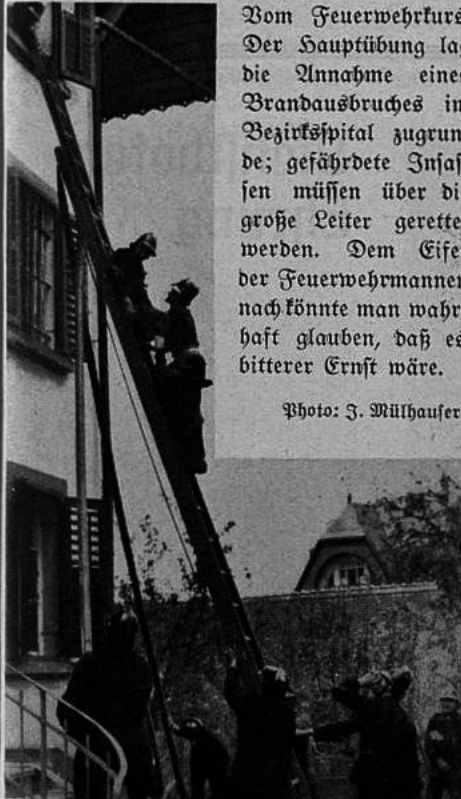 Vom Feuerwehrkurs
Der Hauptübung lag
die Annahme eines
Brandausbruches im
Bezirksspital zugrun-
de; gefährdete Insas-
sen müssen über die
große Leiter gerettet
werden. Dem Eifer
der Feuerwehrmannen
nach könnte man wahr-
haft glauben, daß es
bitterer Ernst wäre.
Photo: J. Mülhauser